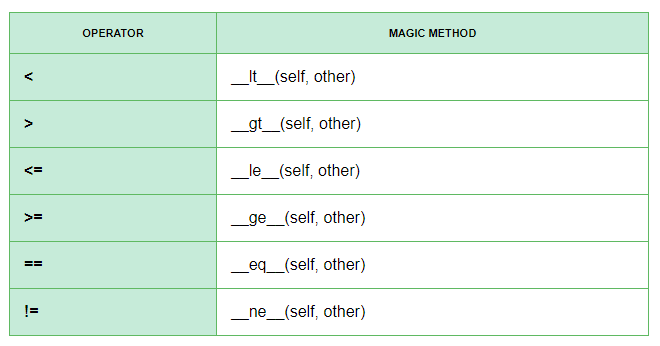 OPERATOR MAGIC METHOD
< __lt__(self, other)
> __gt__(self, other)
<= __le__(self, other)
>= __ge__(self, other)
== __eq__(self, other)
!= __ne__(self, other)